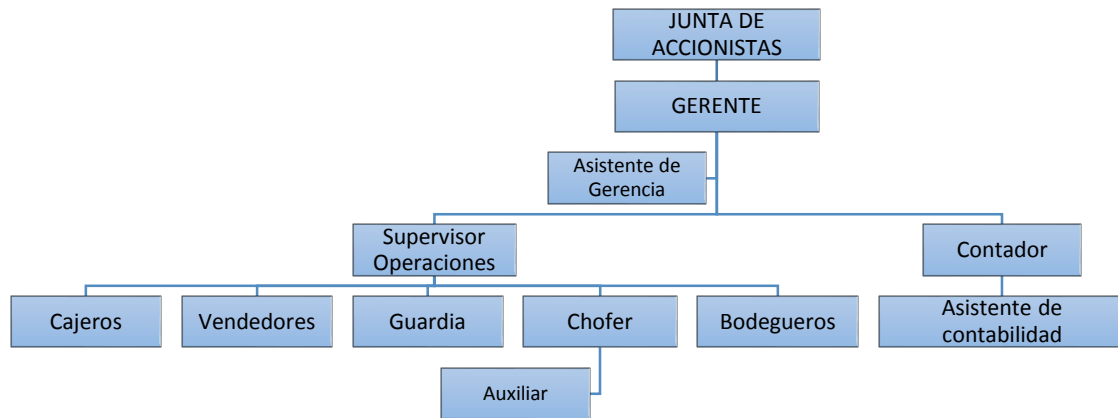 JUNTA DE
ACCIONISTAS
GERENTE
Asistente de
Gerencia
Supervisor
Operaciones
Contador
Cajeros
Vendedores
Guardia
Chofer
Bodegueros
Asistente de
contabilidad
Auxiliar